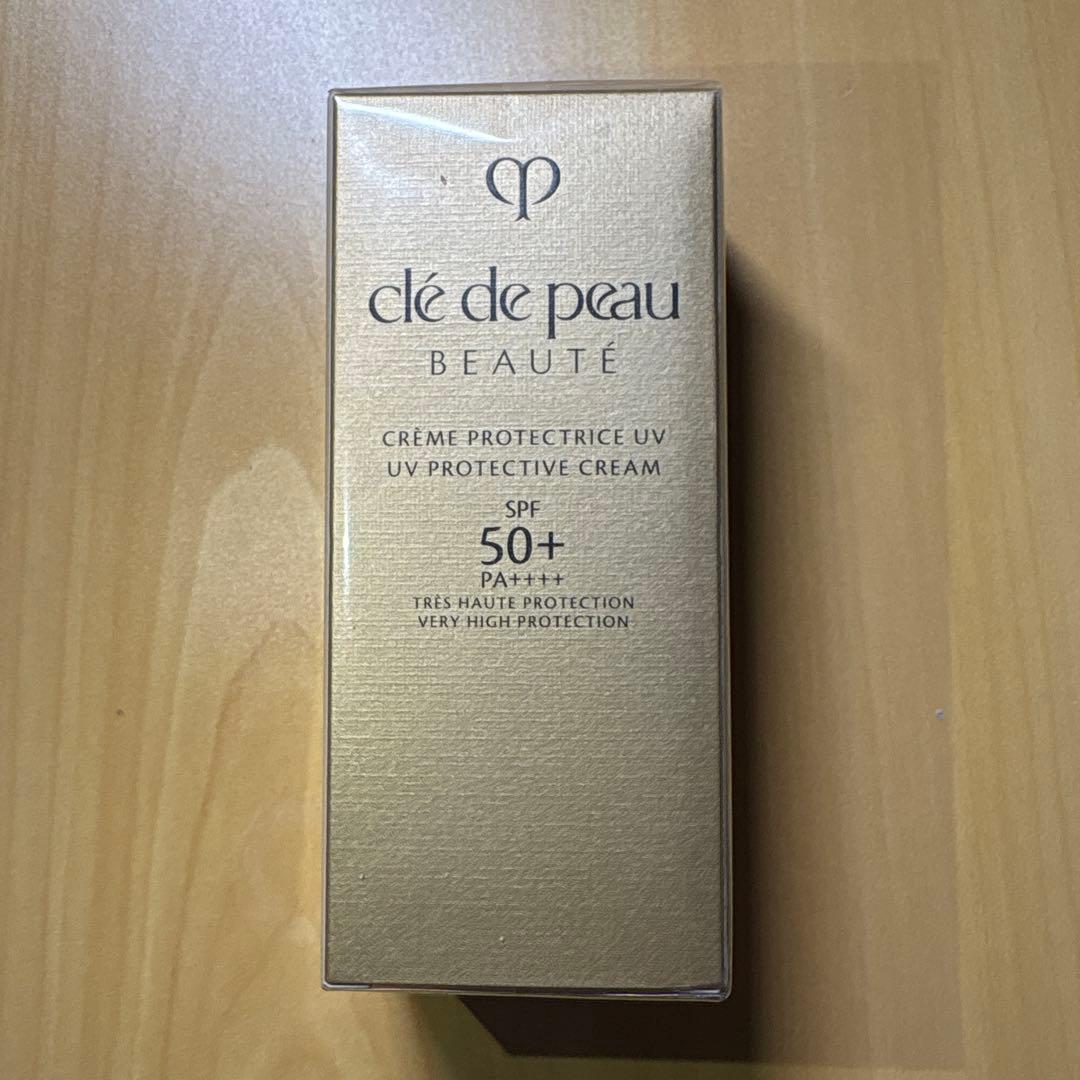 clé de peau
BEAUTÉ
CRÈME PROTECTRICE UV
UV PROTECTIVE CREAM
SPF
50+
PA++++
TRÈS HAUTE PROTECTION
VERY HIGH PROTECTION